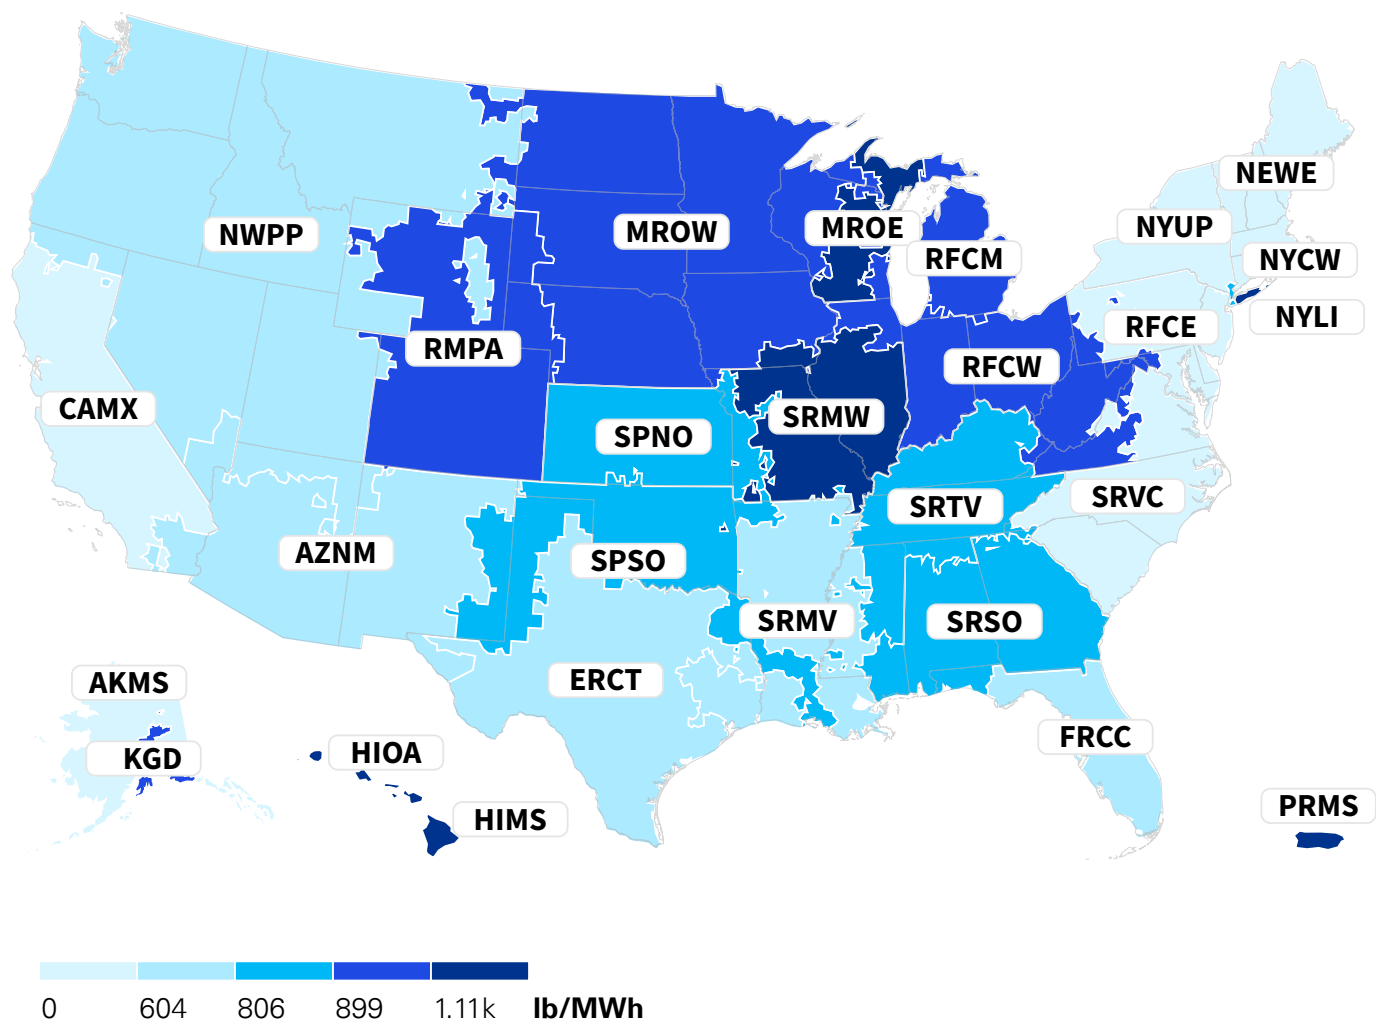 NEWE
NYUP
NWPP
MROW
MROE
RFCM
NYCW
NYLI
RFCE
RMPA
RFCW
CAMX
SRMW
SPNO
SRVC
SRTV
AZNM
SPSO
SRMV
SRSO
ERCT
AKMS
FRCC
KGD
HIOA
PRMS
HIMS
0 604 806 899 1.11k lb/MWh